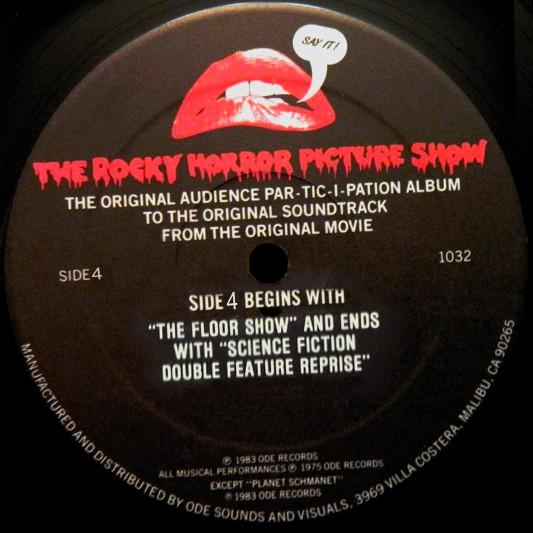 SAY IT!
THE ROCKY HORROR PICTURE SHOW
THE ORIGINAL AUDIENCE PAR-TIC-I-PATION ALBUM
TO THE ORIGINAL SOUNDTRACK
FROM THE ORIGINAL MOVIE
SIDE 4
1032
SIDE 4 BEGINS WITH
"THE FLOOR SHOW" AND ENDS
WITH "SCIENCE FICTION
DOUBLE FEATURE REPRISE"
℗ 1983 ODE RECORDS
ALL MUSICAL PERFORMANCES ℗ 1975 ODE RECORDS
EXCEPT "PLANET SCHMANET"
℗ 1983 ODE RECORDS
MANUFACTURED AND DISTRIBUTED BY ODE SOUNDS AND VISUALS, 3969 VILLA COSTERA, MALIBU, CA 90265